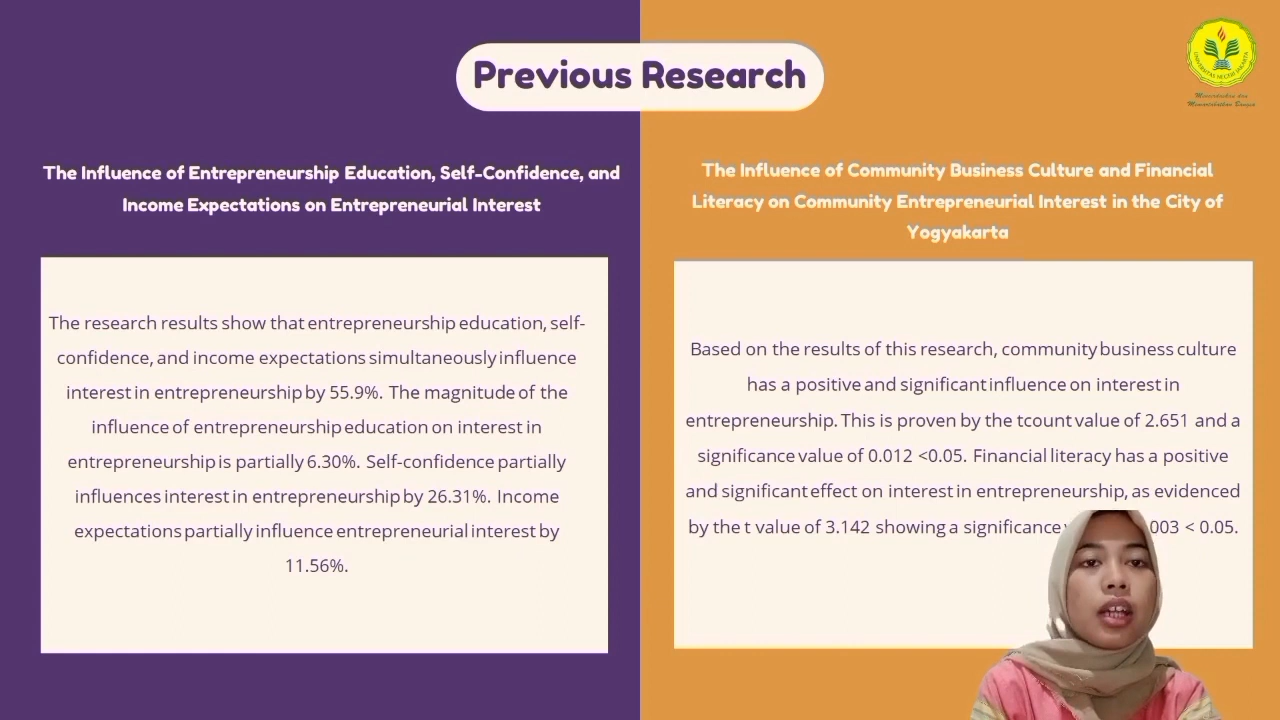 Previous Research
UNIVERSITAS NEGERI JAKARTA
Mencerdaskan dan
Memartabatkan Bangsa
The Influence of Entrepreneurship Education, Self-Confidence, and
Income Expectations on Entrepreneurial Interest
The research results show that entrepreneurship education, self-
confidence, and income expectations simultaneously influence
interest in entrepreneurship by 55.9%. The magnitude of the
influence of entrepreneurship education on interest in
entrepreneurship is partially 6.30%. Self-confidence partially
influences interest in entrepreneurship by 26.31%. Income
expectations partially influence entrepreneurial interest by
11.56%.
The Influence of Community Business Culture and Financial
Literacy on Community Entrepreneurial Interest in the City of
Yogyakarta
Based on the results of this research, community business culture
has a positive and significant influence on interest in
entrepreneurship. This is proven by the tcount value of 2.651 and a
significance value of 0.012 <0.05. Financial literacy has a positive
and significant effect on interest in entrepreneurship, as evidenced
by the t value of 3.142 showing a significance 003 < 0.05.